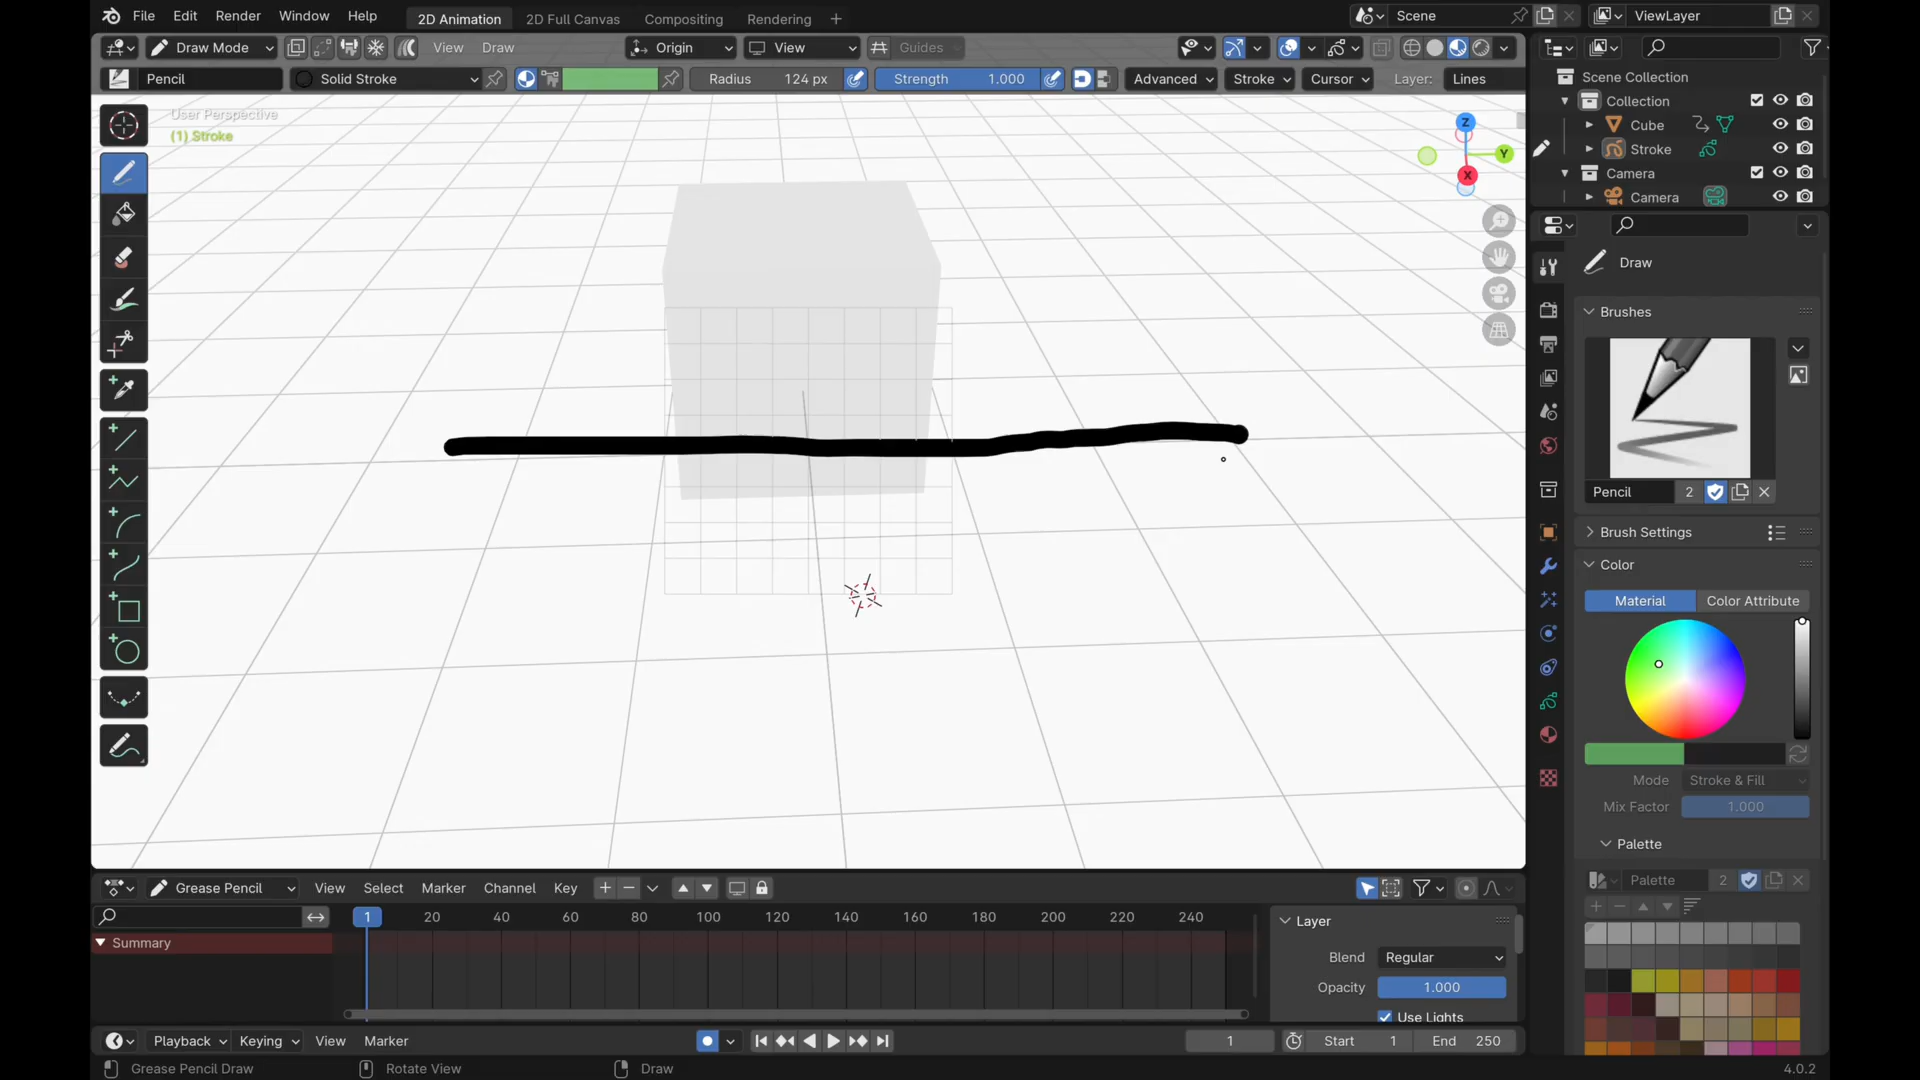 File Edit Render Window Help 2D Animation 2D Full Canvas Compositing Rendering + Scene ViewLayer
Draw Mode View Draw Origin View Guides
Pencil Solid Stroke Radius 124 px Strength 1.000 Advanced Stroke Cursor Layer: Lines
User Perspective
(1) Stroke
Z
Y
X
Scene Collection
Collection
Cube
Stroke
Camera
Camera
Draw
Brushes
Pencil 2
Brush Settings
Color
Material Color Attribute
Mode Stroke & Fill
Mix Factor 1.000
Palette
Palette 2
Grease Pencil View Select Marker Channel Key
1 20 40 60 80 100 120 140 160 180 200 220 240
Summary
Layer
Blend Regular
Opacity 1.000
Use Lights
Playback Keying View Marker 1 Start 1 End 250
Grease Pencil Draw Rotate View Draw 4.0.2